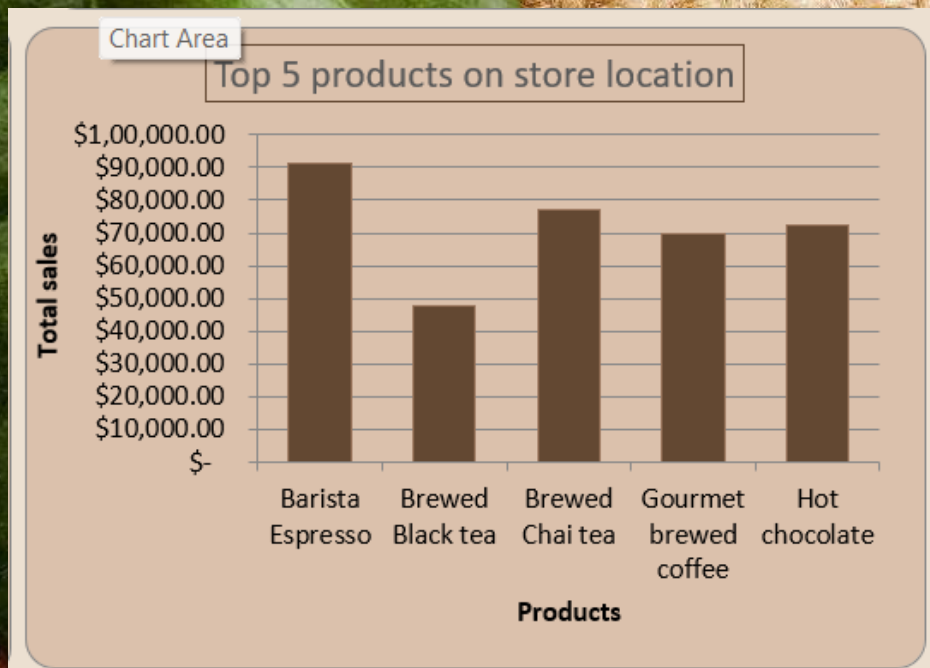 Chart Area
Top 5 products on store location
$1,00,000.00
$90,000.00
$80,000.00
$70,000.00
$60,000.00
$50,000.00
$40,000.00
$30,000.00
$20,000.00
$10,000.00
$-
Total sales
Barista Espresso
Brewed Black tea
Brewed Chai tea
Gourmet brewed coffee
Hot chocolate
Products